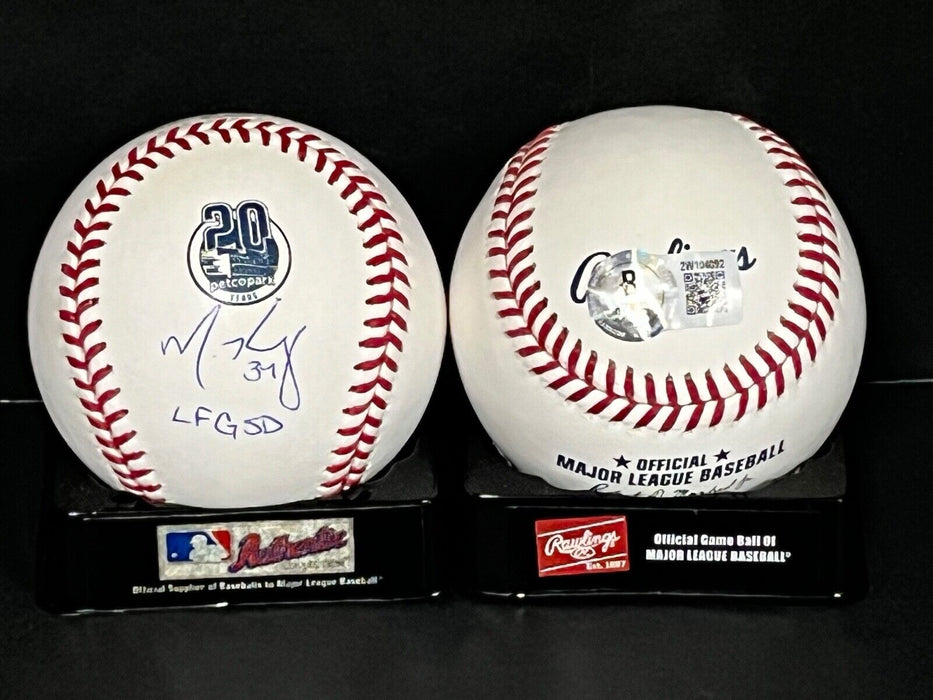 20
petcopark
YEARS
34
LFGSD
Rawlings
2W104092
★ OFFICIAL ★
MAJOR LEAGUE BASEBALL
Authentic
Official Supplier of Baseballs to Major League Baseball
Rawlings
Est. 1887
Official Game Ball Of
MAJOR LEAGUE BASEBALL®